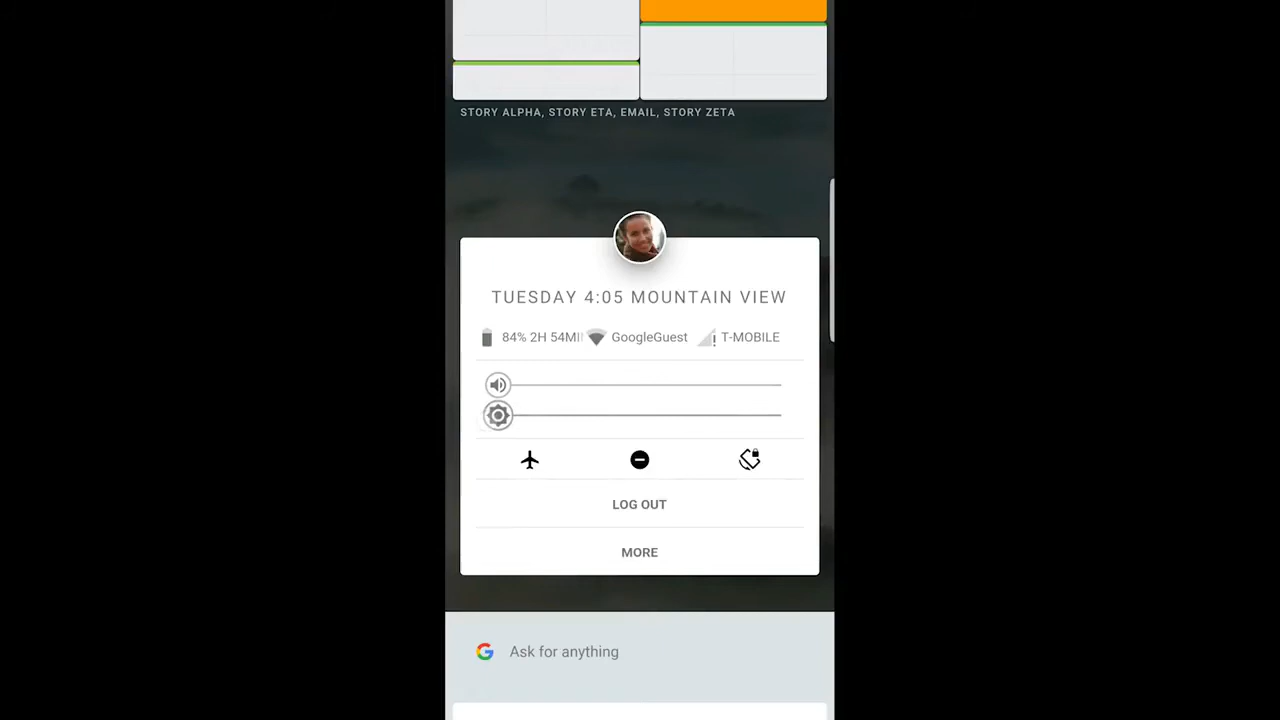 STORY ALPHA, STORY ETA, EMAIL, STORY ZETA
TUESDAY 4:05 MOUNTAIN VIEW
84% 2H 54MI GoogleGuest T-MOBILE
LOG OUT
MORE
G Ask for anything